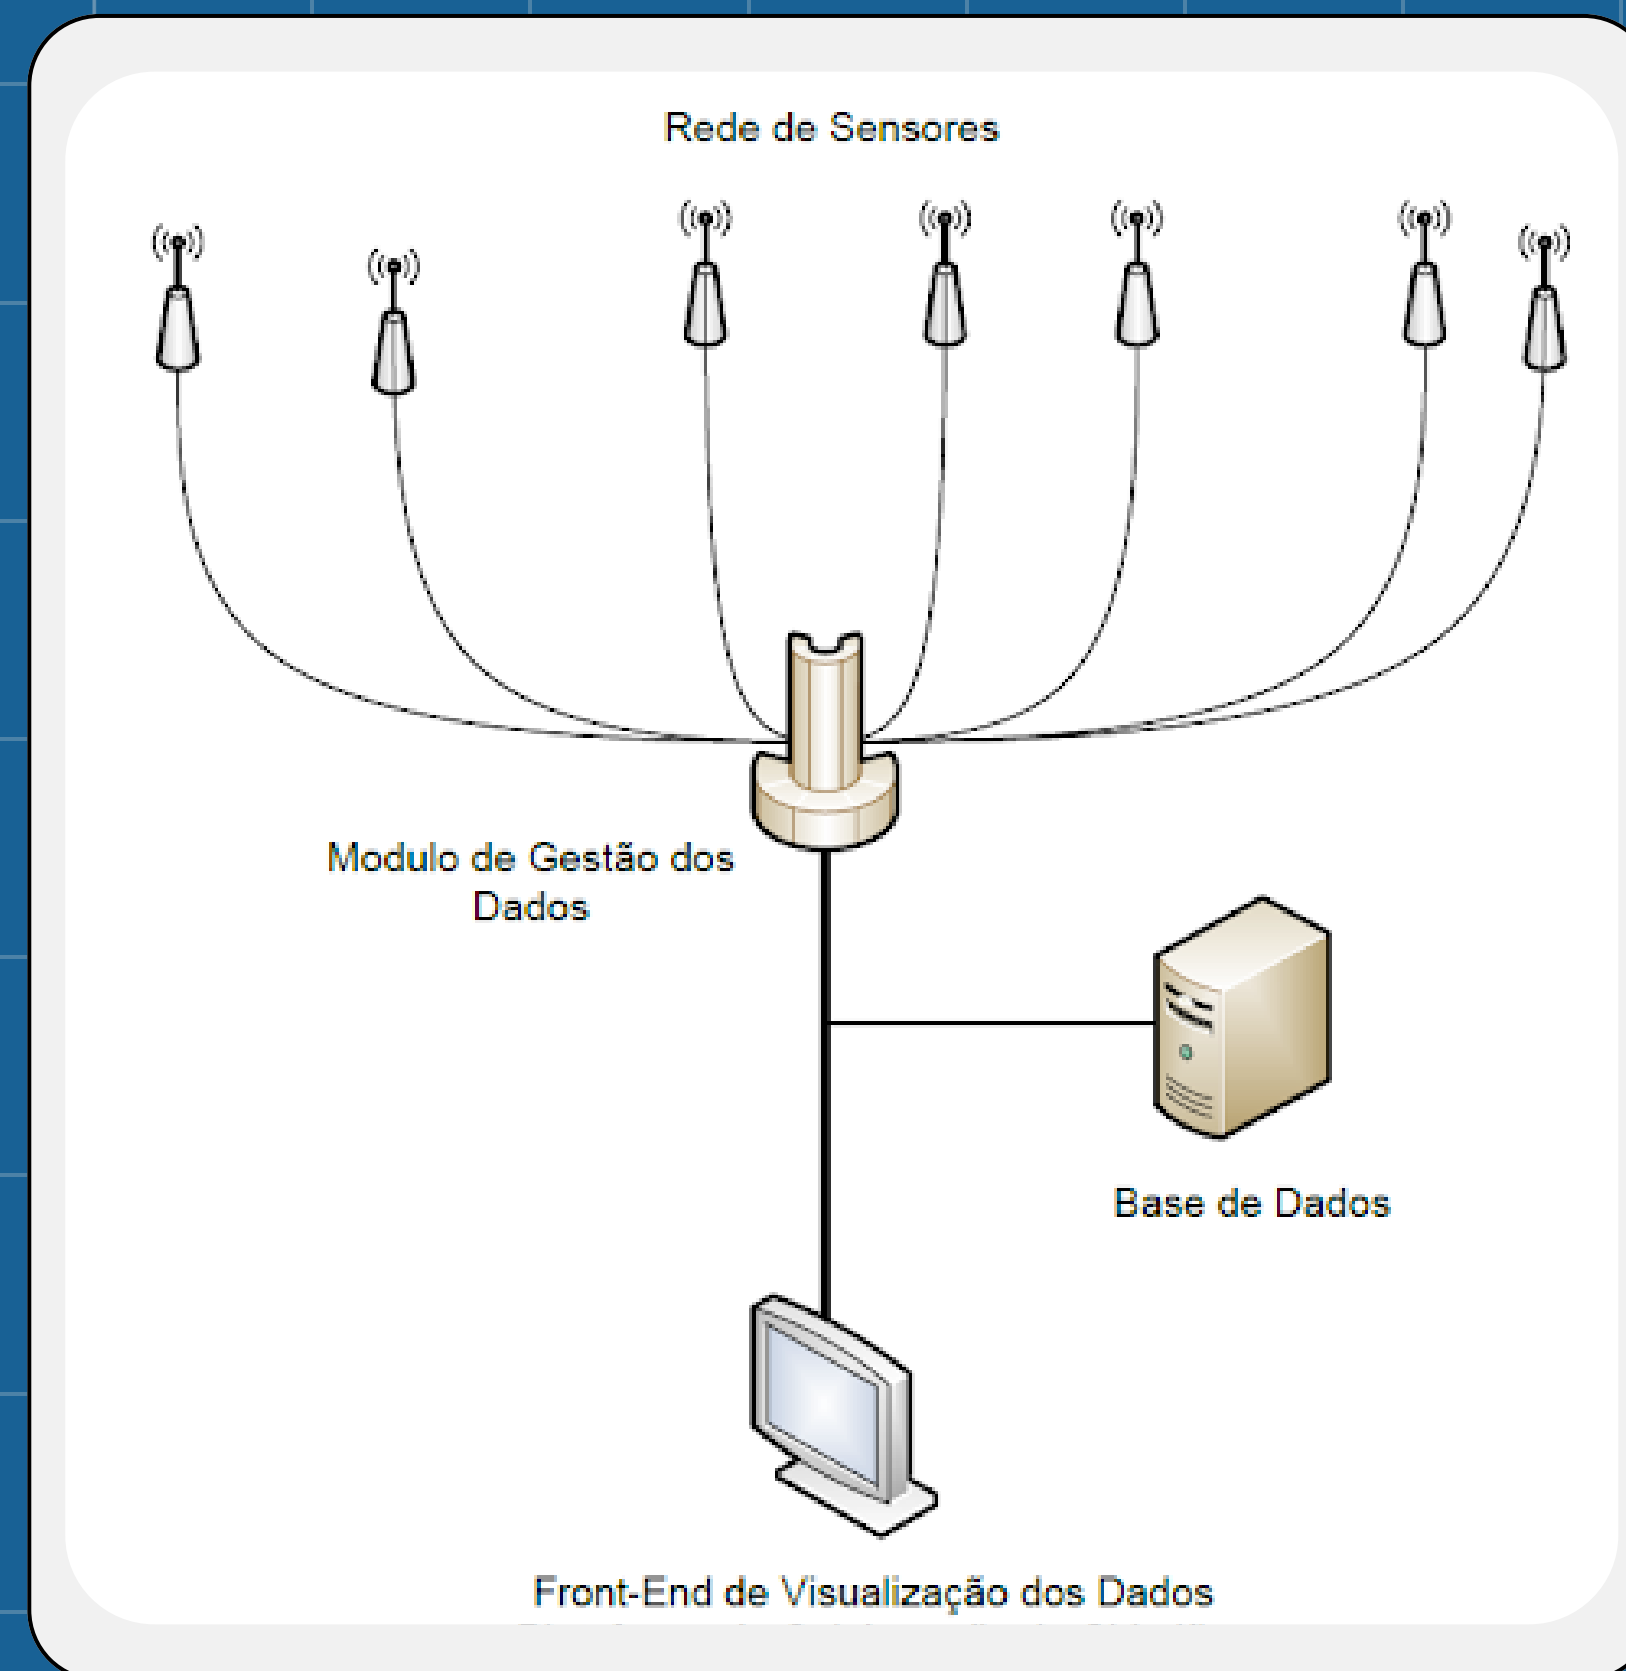 Rede de Sensores
Modulo de Gestão dos
Dados
Base de Dados
Front-End de Visualização dos Dados